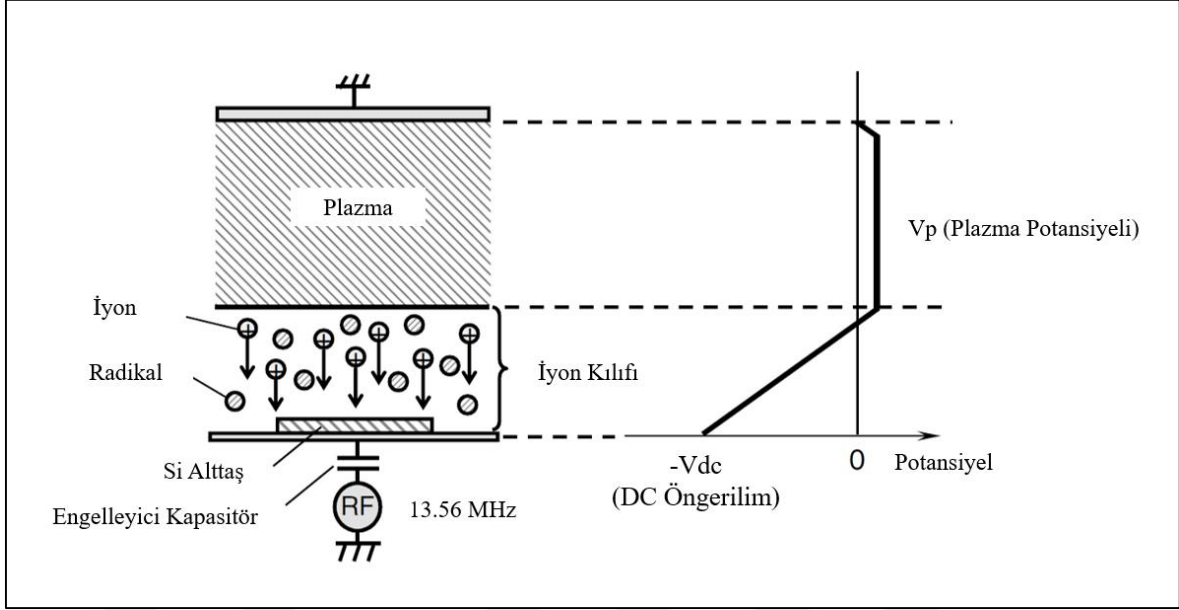 Plazma
Vp (Plazma Potansiyeli)
İyon
Radikal
İyon Kılıfı
Si Alttaş
Engelleyici Kapasitör
RF
13.56 MHz
-Vdc
(DC Öngerilim)
0
Potansiyel